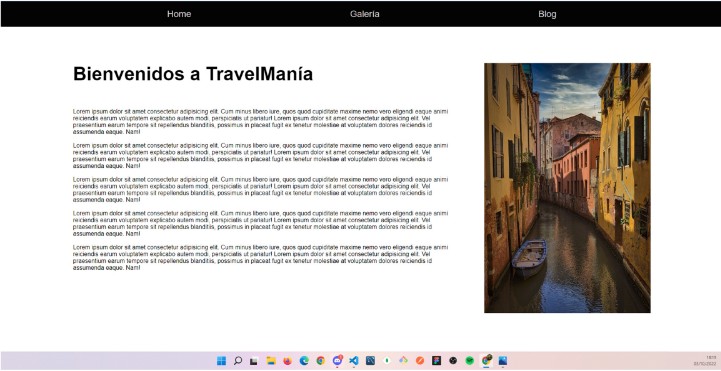 Home
Galería
Blog
Bienvenidos a TravelManía
Lorem ipsum dolor sit amet consectetur adipisicing elit. Cum minus libero iure, quos quod cupiditate maxime nemo vero eligendi eaque animi
reiciendis earum voluptatem explicabo autem modi, perspiciatis ut pariatur! Lorem ipsum dolor sit amet consectetur adipisicing elit. Vel
praesentium earum tempore sit repellendus blanditiis, possimus in placeat fugit ex tenetur molestiae at voluptatem dolores reiciendis id
assumenda eaque. Nam!
Lorem ipsum dolor sit amet consectetur adipisicing elit. Cum minus libero iure, quos quod cupiditate maxime nemo vero eligendi eaque animi
reiciendis earum voluptatem explicabo autem modi, perspiciatis ut pariatur! Lorem ipsum dolor sit amet consectetur adipisicing elit. Vel
praesentium earum tempore sit repellendus blanditiis, possimus in placeat fugit ex tenetur molestiae at voluptatem dolores reiciendis id
assumenda eaque. Nam!
Lorem ipsum dolor sit amet consectetur adipisicing elit. Cum minus libero iure, quos quod cupiditate maxime nemo vero eligendi eaque animi
reiciendis earum voluptatem explicabo autem modi, perspiciatis ut pariatur! Lorem ipsum dolor sit amet consectetur adipisicing elit. Vel
praesentium earum tempore sit repellendus blanditiis, possimus in placeat fugit ex tenetur molestiae at voluptatem dolores reiciendis id
assumenda eaque. Nam!
Lorem ipsum dolor sit amet consectetur adipisicing elit. Cum minus libero iure, quos quod cupiditate maxime nemo vero eligendi eaque animi
reiciendis earum voluptatem explicabo autem modi, perspiciatis ut pariatur! Lorem ipsum dolor sit amet consectetur adipisicing elit. Vel
praesentium earum tempore sit repellendus blanditiis, possimus in placeat fugit ex tenetur molestiae at voluptatem dolores reiciendis id
assumenda eaque. Nam!
Lorem ipsum dolor sit amet consectetur adipisicing elit. Cum minus libero iure, quos quod cupiditate maxime nemo vero eligendi eaque animi
reiciendis earum voluptatem explicabo autem modi, perspiciatis ut pariatur! Lorem ipsum dolor sit amet consectetur adipisicing elit. Vel
praesentium earum tempore sit repellendus blanditiis, possimus in placeat fugit ex tenetur molestiae at voluptatem dolores reiciendis id
assumenda eaque. Nam!